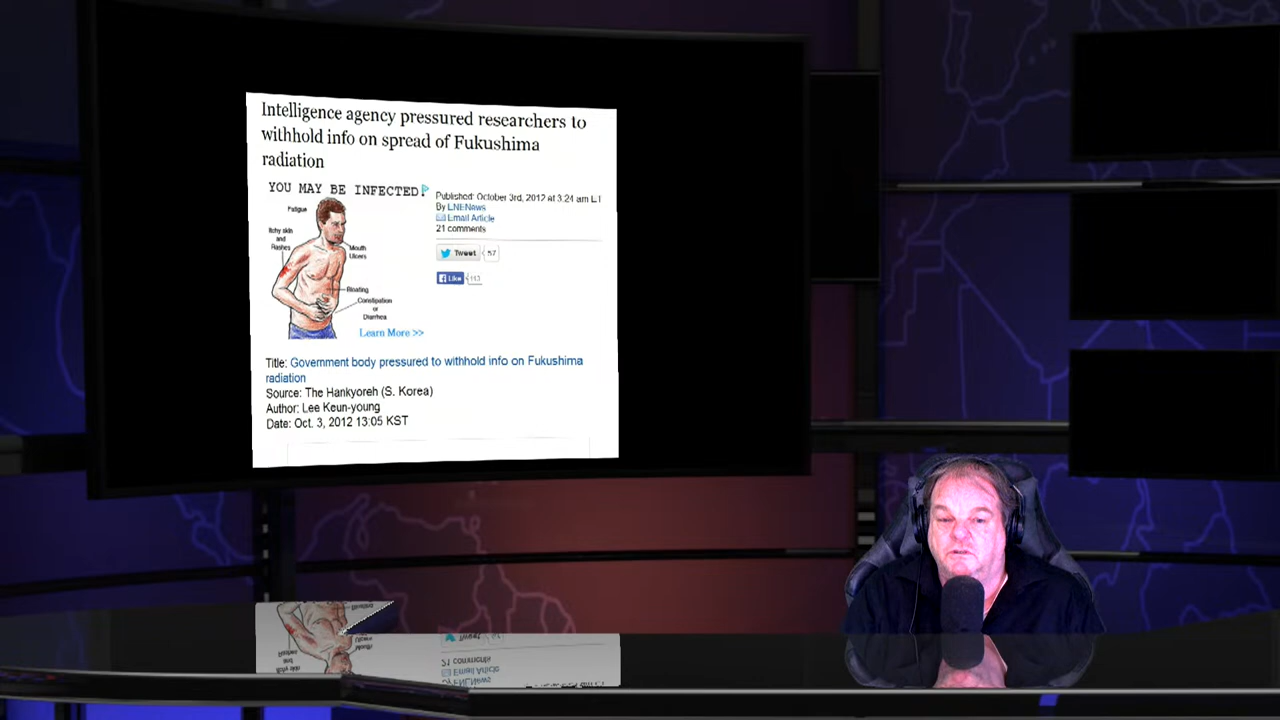 Intelligence agency pressured researchers to
withhold info on spread of Fukushima
radiation
YOU MAY BE INFECTED!
Fatigue
Itchy skin
and
Rashes
Mouth
Ulcers
Bloating
Constipation
or
Diarrhea
Learn More >>
Published: October 3rd, 2012 at 3:24 am
By ENENews
Email Article
21 comments
Tweet 57
Like
Title: Government body pressured to withhold info on Fukushima
radiation
Source: The Hankyoreh (S. Korea)
Author: Lee Keun-young
Date: Oct. 3, 2012 13:05 KST